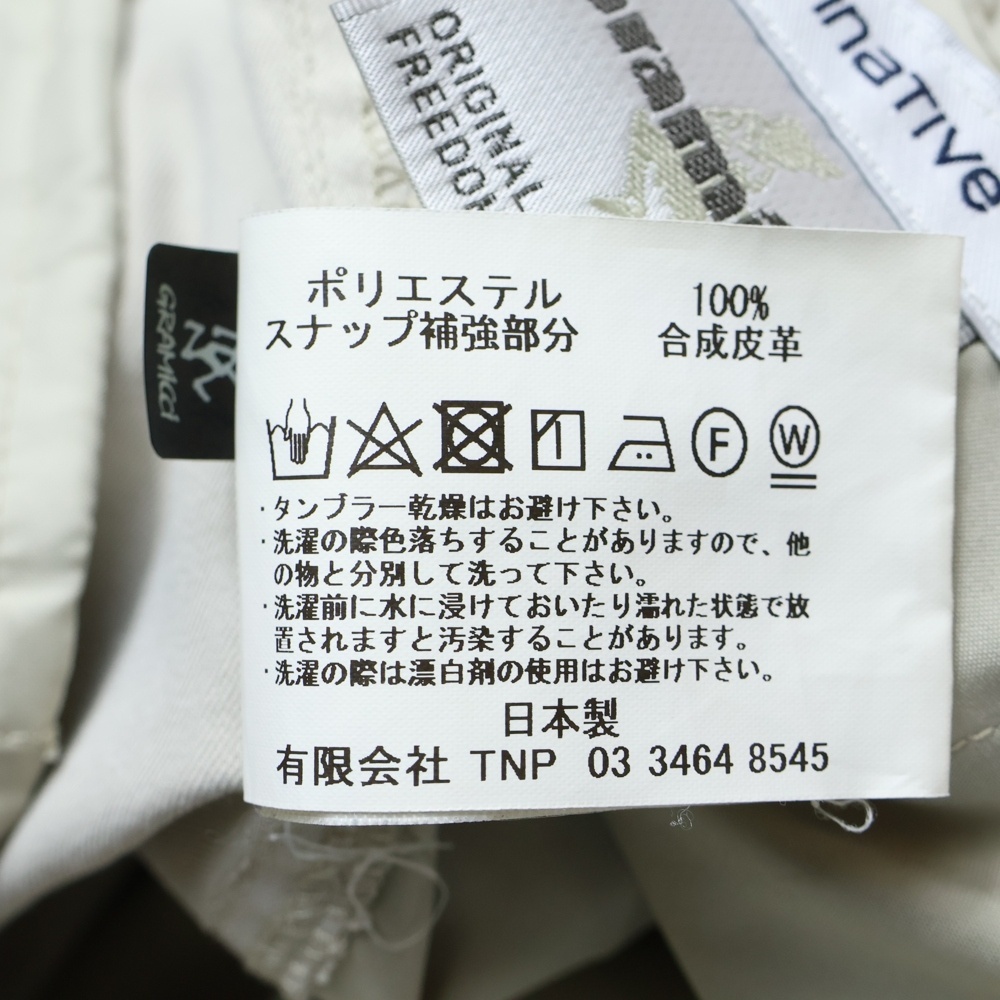 ORIGINAL
FREEDO
Gramicci
native
GRAMICCI
ポリエステル 100%
スナップ補強部分 合成皮革
F W
・タンブラー乾燥はお避け下さい。
・洗濯の際色落ちすることがありますので、他
の物と分別して洗って下さい。
・洗濯前に水に浸けておいたり濡れた状態で放
置されますと汚染することがあります。
・洗濯の際は漂白剤の使用はお避け下さい。
日本製
有限会社 TNP 03 3464 8545